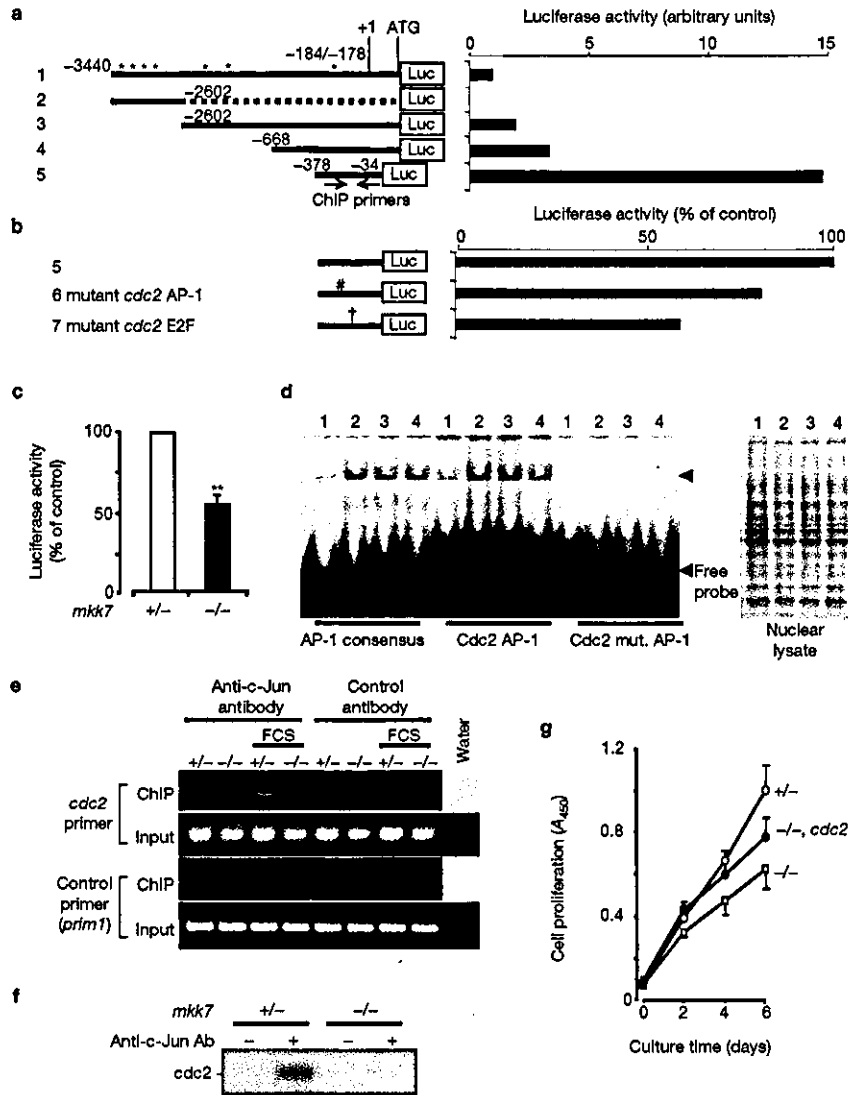 a
Luciferase activity (arbitrary units)
+1 ATG
0 5 10 15
−184/−178
−3440 * * * * * * *
1 Luc
2 −2602 Luc
3 −2602 Luc
4 −668 Luc
5 −378 −34 Luc
ChIP primers
b
Luciferase activity (% of control)
0 50 100
5 Luc
6 mutant cdc2 AP-1 # Luc
7 mutant cdc2 E2F † Luc
c
Luciferase activity
(% of control)
100
50
0
**
mkk7 +/− −/−
d
1 2 3 4 1 2 3 4 1 2 3 4
1 2 3 4
Free
probe
AP-1 consensus Cdc2 AP-1 Cdc2 mut. AP-1
Nuclear
lysate
e
Anti-c-Jun
antibody
Control
antibody
FCS FCS
+/− −/− +/− −/− +/− −/− +/− −/− Water
cdc2
primer
ChIP
Input
Control
primer
(prim1)
ChIP
Input
f
mkk7 +/− −/−
Anti-c-Jun Ab − + − +
cdc2
g
Cell proliferation (A450)
1.2
0.8
0.4
0
+/−
−/−, cdc2
−/−
0 2 4 6
Culture time (days)